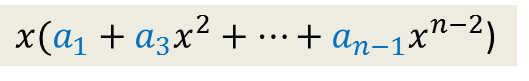 x(a₁ + a₃x² + ⋯ + aₙ₋₁xⁿ⁻²)